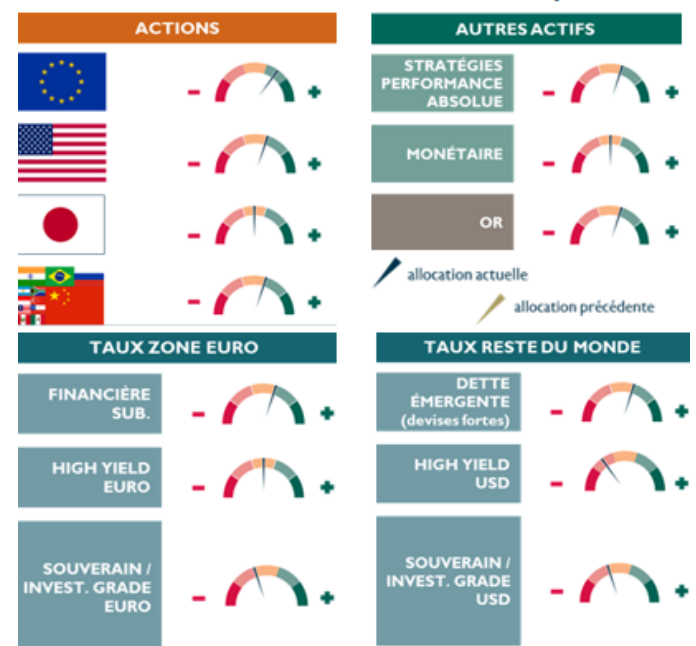 ACTIONS
AUTRES ACTIFS
STRATÉGIES
PERFORMANCE
ABSOLUE
- +
- +
- +
MONÉTAIRE
- +
- +
OR
- +
- +
allocation actuelle
allocation précédente
TAUX ZONE EURO
TAUX RESTE DU MONDE
FINANCIÈRE
SUB.
- +
DETTE
ÉMERGENTE
(devises fortes)
- +
HIGH YIELD
EURO
- +
HIGH YIELD
USD
- +
SOUVERAIN /
INVEST. GRADE
EURO
- +
SOUVERAIN /
INVEST. GRADE
USD
- +